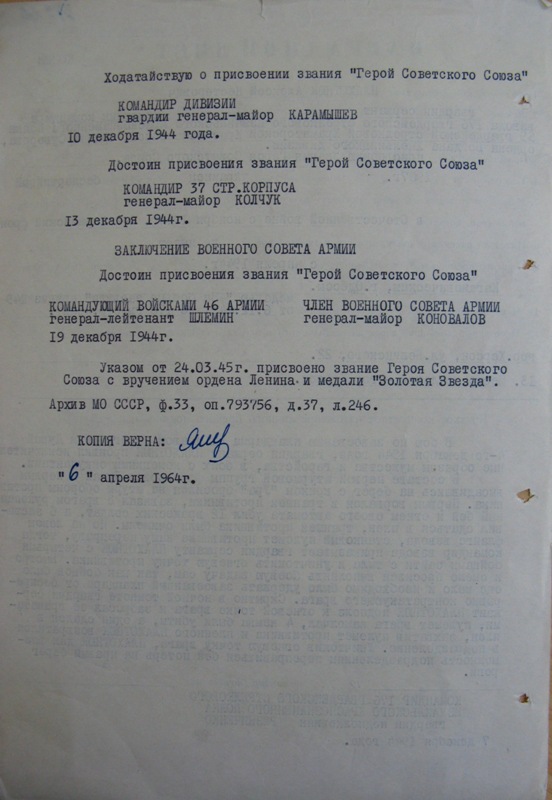 Ходатайствую о присвоении звания "Герой Советского Союза"
КОМАНДИР ДИВИЗИИ
гвардии генерал-майор КАРАМЫШЕВ
10 декабря 1944 года.
Достоин присвоения звания "Герой Советского Союза"
КОМАНДИР 37 СТР.КОРПУСА
генерал-майор КОЛЧУК
13 декабря 1944г.
ЗАКЛЮЧЕНИЕ ВОЕННОГО СОВЕТА АРМИИ
Достоин присвоения звания "Герой Советского Союза"
КОМАНДУЮЩИЙ ВОЙСКАМИ 46 АРМИИ ЧЛЕН ВОЕННОГО СОВЕТА АРМИИ
генерал-лейтенант ШЛЕМИН генерал-майор КОНОВАЛОВ
19 декабря 1944г.
Указом от 24.03.45г. присвоено звание Героя Советского
Союза с вручением ордена Ленина и медали "Золотая Звезда".
Архив МО СССР, ф.33, оп.793756, д.37, л.246.
КОПИЯ ВЕРНА:
"6" апреля 1964г.